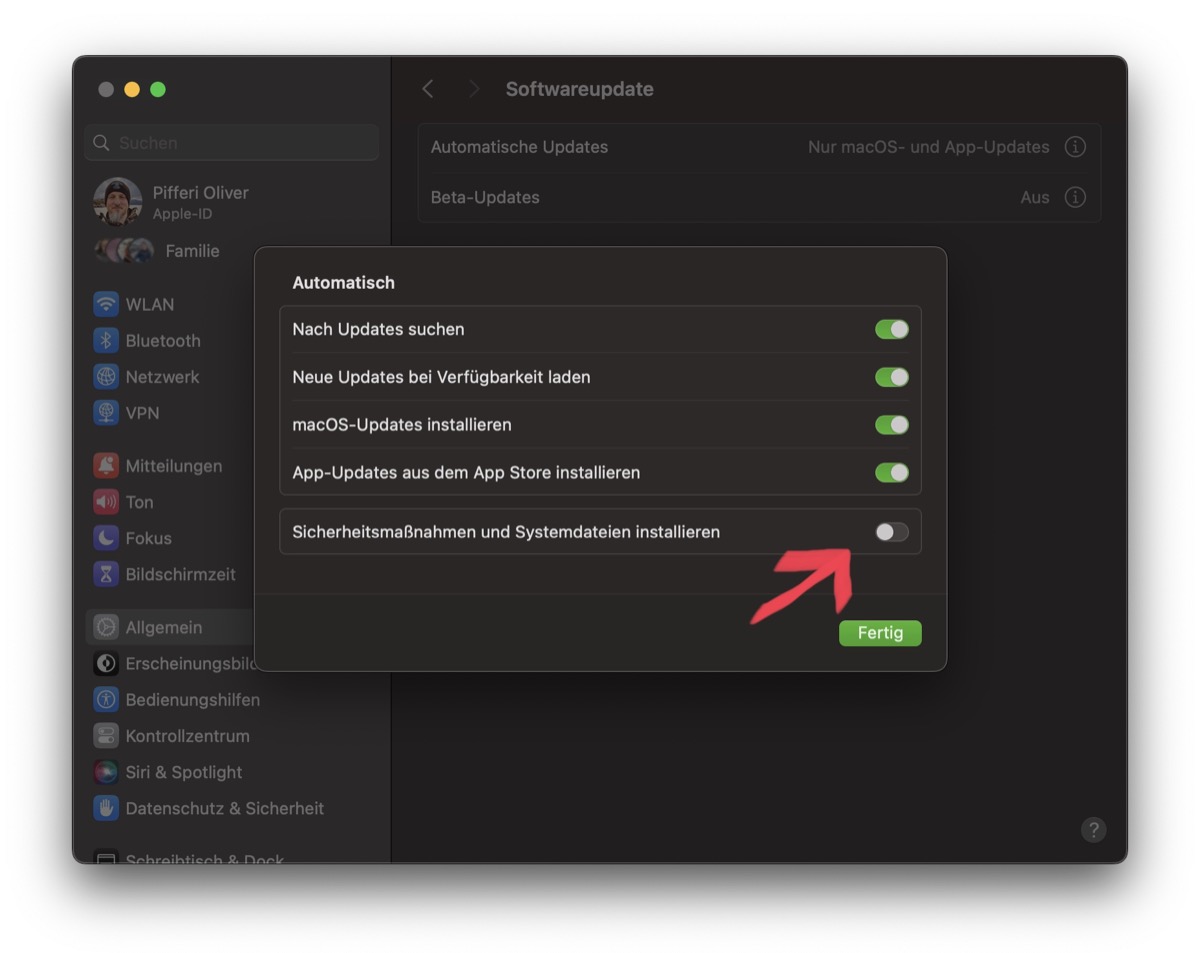 Suchen
Pifferi Oliver
Apple-ID
Familie
WLAN
Bluetooth
Netzwerk
VPN
Mitteilungen
Ton
Fokus
Bildschirmzeit
Allgemein
Erscheinungsbild
Bedienungshilfen
Kontrollzentrum
Siri & Spotlight
Datenschutz & Sicherheit
Schreibtisch & Dock
Softwareupdate
Automatische Updates Nur macOS- und App-Updates
Beta-Updates Aus
Automatisch
Nach Updates suchen
Neue Updates bei Verfügbarkeit laden
macOS-Updates installieren
App-Updates aus dem App Store installieren
Sicherheitsmaßnahmen und Systemdateien installieren
Fertig
?